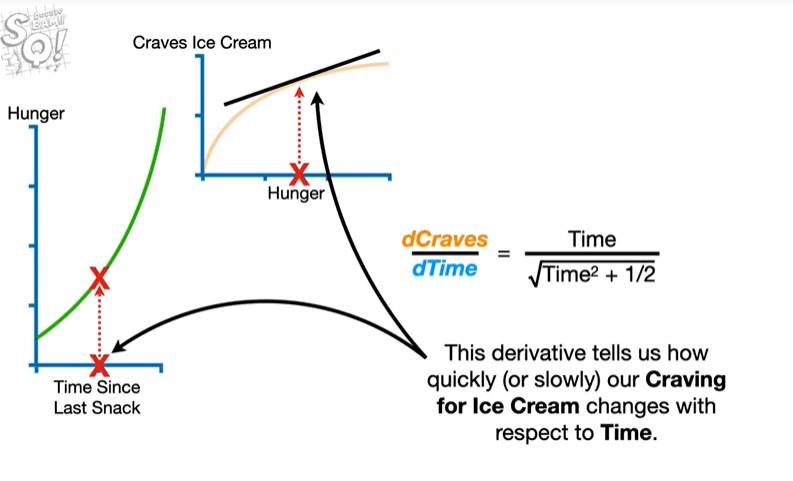 SQ!
Craves Ice Cream
Hunger
Hunger
dCraves
dTime
=
Time
√Time² + 1/2
This derivative tells us how
quickly (or slowly) our Craving
for Ice Cream changes with
respect to Time.
Time Since
Last Snack